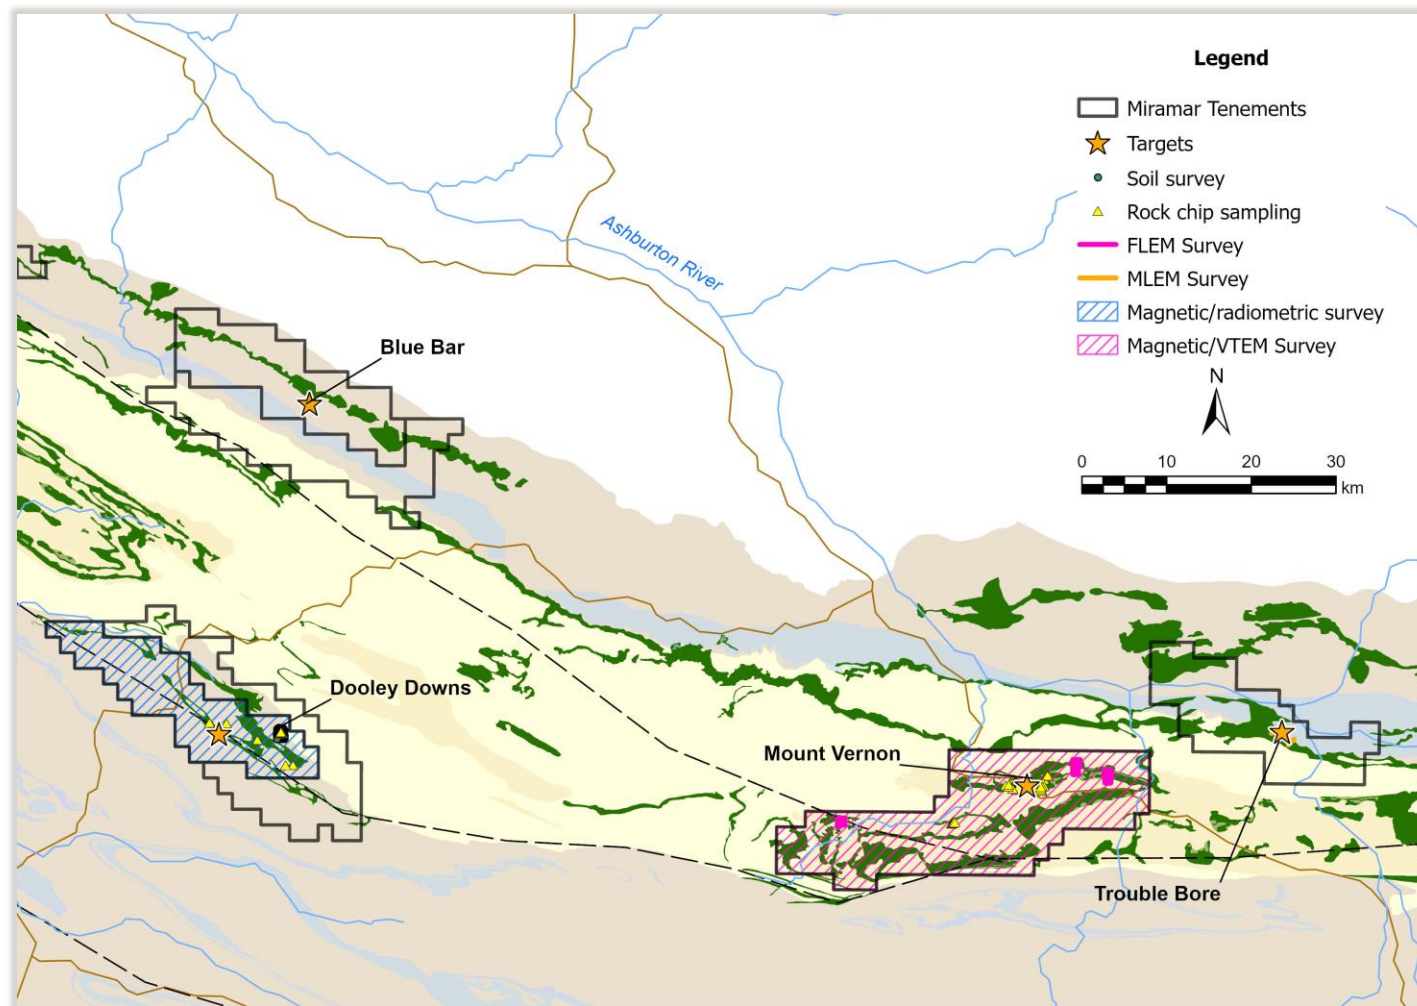 Legend
Miramar Tenements
Targets
Soil survey
Rock chip sampling
FLEM Survey
MLEM Survey
Magnetic/radiometric survey
Magnetic/VTEM Survey
N
0 10 20 30
km
Ashburton River
Blue Bar
Dooley Downs
Mount Vernon
Trouble Bore